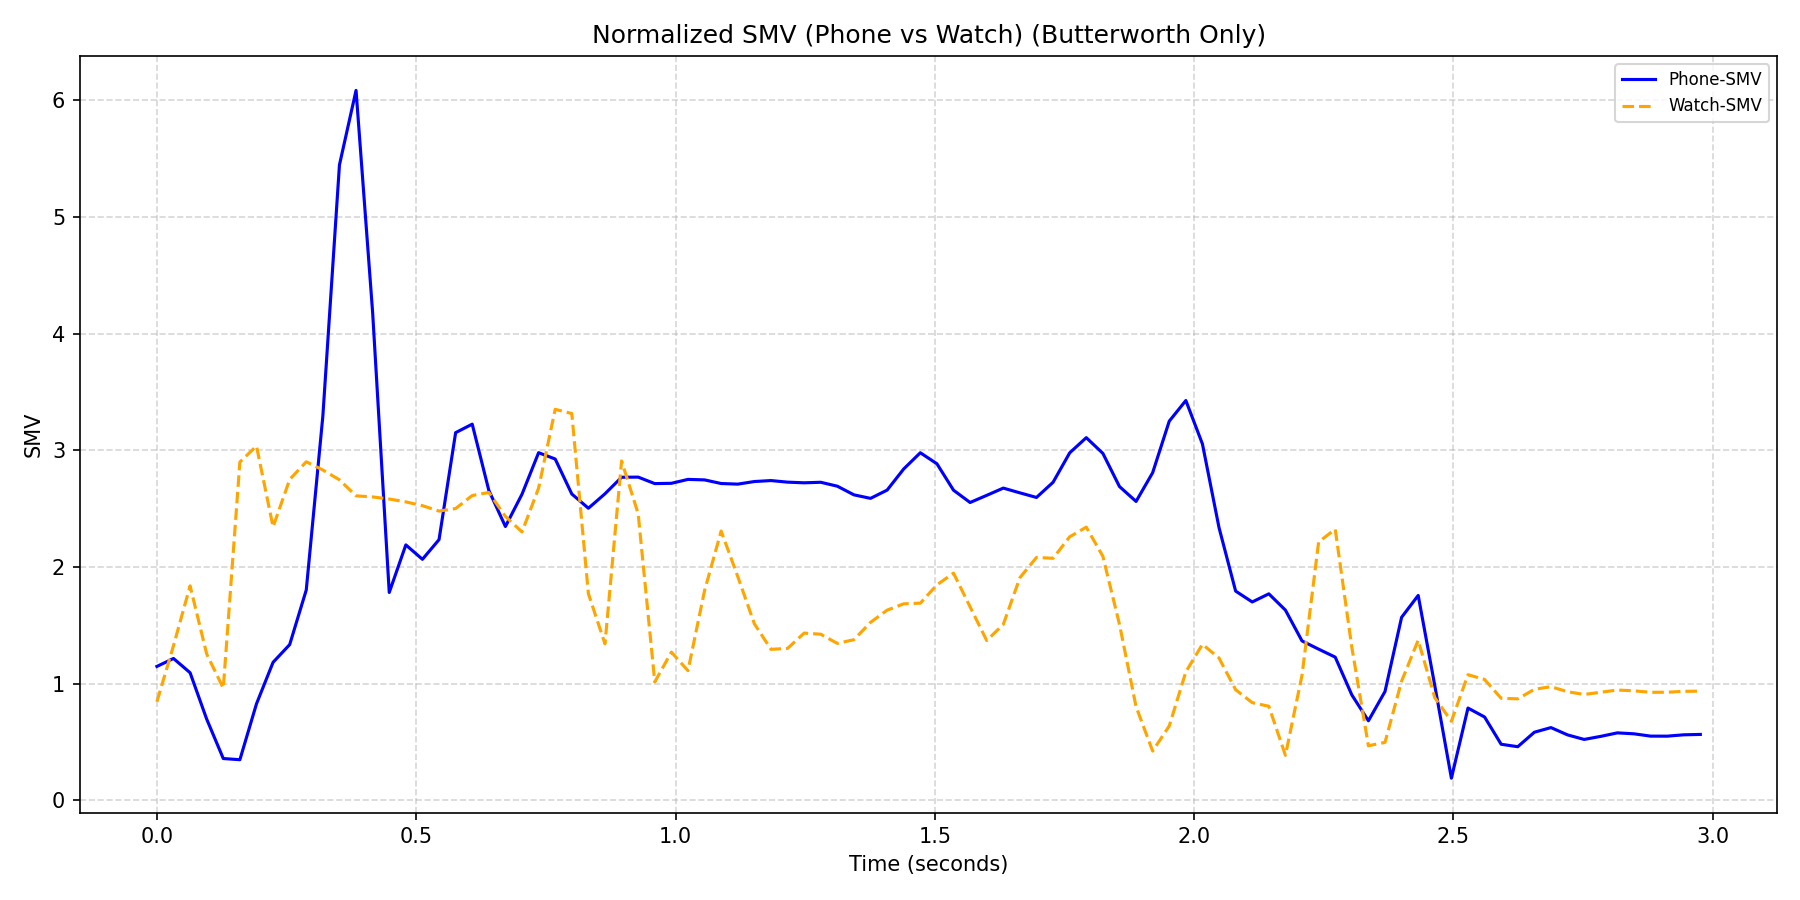 Normalized SMV (Phone vs Watch) (Butterworth Only)
Phone-SMV
Watch-SMV
6
5
4
3
2
1
0
SMV
0.0 0.5 1.0 1.5 2.0 2.5 3.0
Time (seconds)